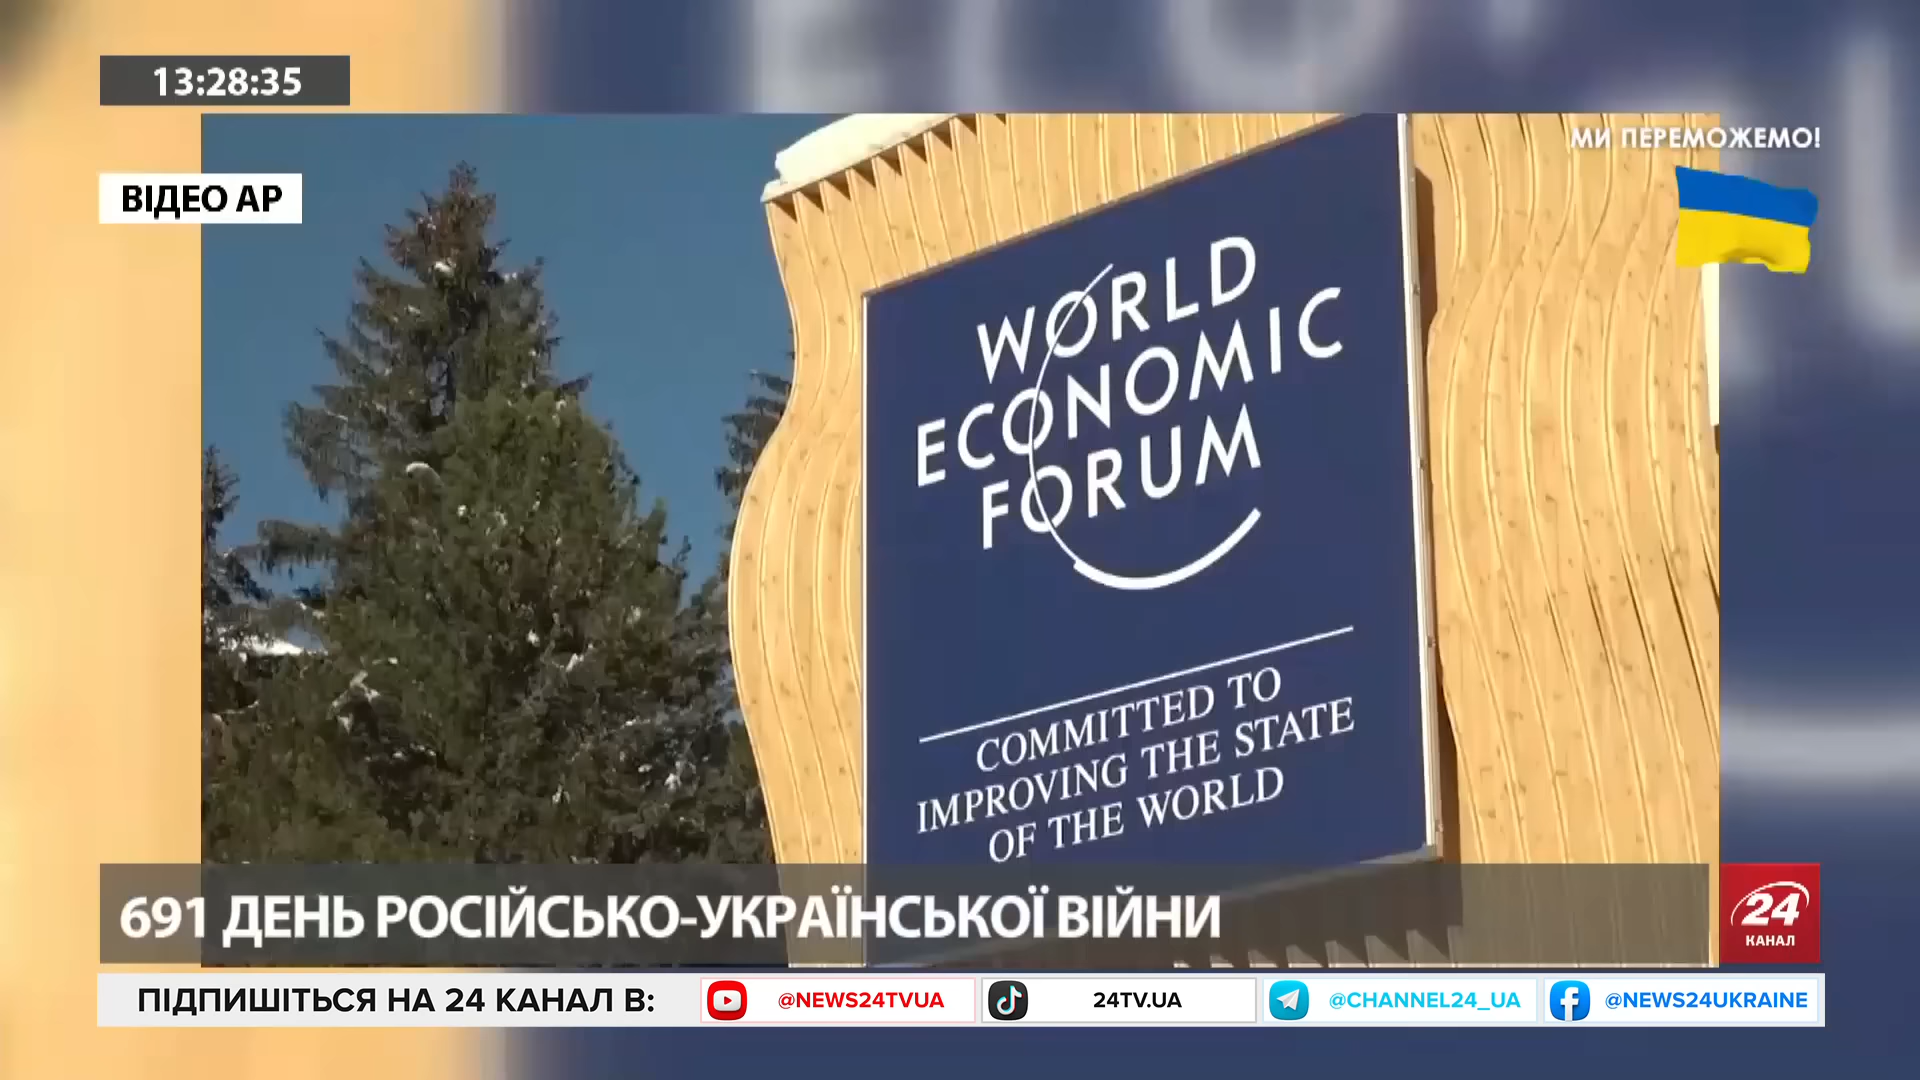 13:28:35
МИ ПЕРЕМОЖЕМО!
ВІДЕО AP
WORLD
ECONOMIC
FORUM
COMMITTED TO
IMPROVING THE STATE
OF THE WORLD
691 ДЕНЬ РОСІЙСЬКО-УКРАЇНСЬКОЇ ВІЙНИ
24
КАНАЛ
ПІДПИШІТЬСЯ НА 24 КАНАЛ В:
@NEWS24TVUA
24TV.UA
@CHANNEL24_UA
@NEWS24UKRAINE